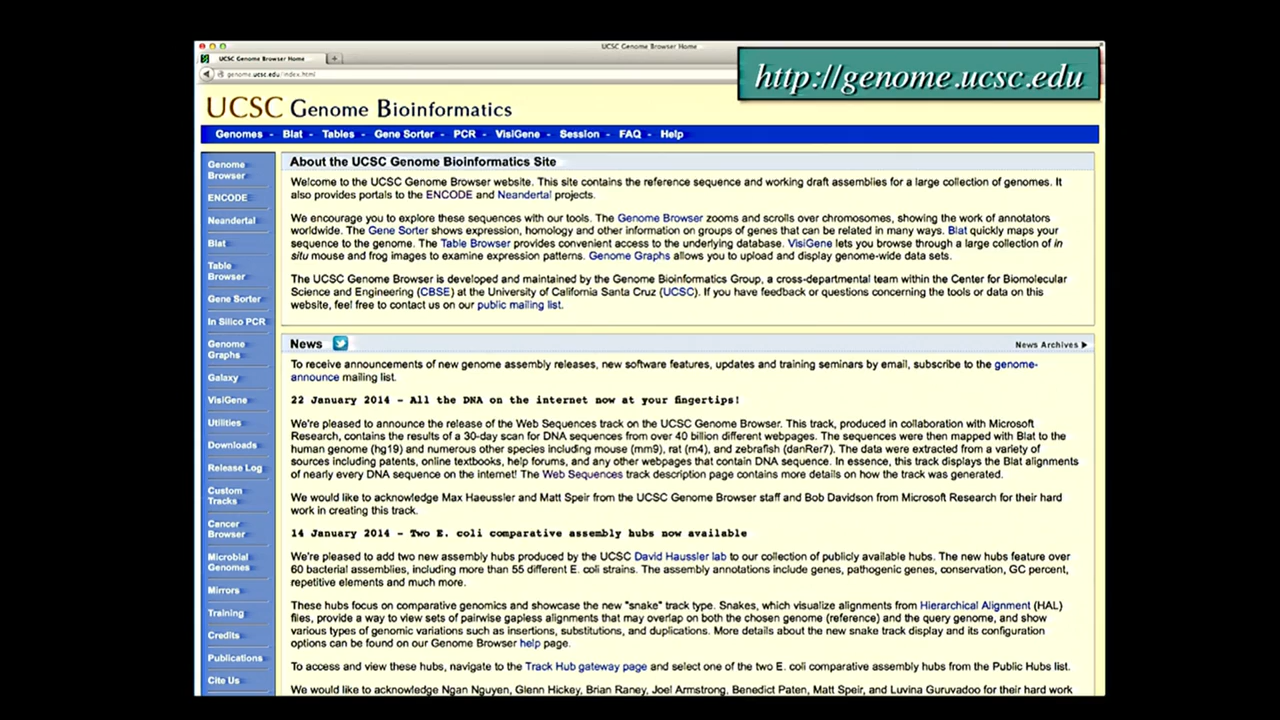 UCSC Genome Browser Home
UCSC Genome Browser Home
http://genome.ucsc.edu
genome.ucsc.edu/index.html
UCSC Genome Bioinformatics
Genomes - Blat - Tables - Gene Sorter - PCR - VisiGene - Session - FAQ - Help
Genome
Browser
ENCODE
Neandertal
Blat
Table
Browser
Gene Sorter
In Silico PCR
Genome
Graphs
Galaxy
VisiGene
Utilities
Downloads
Release Log
Custom
Tracks
Cancer
Browser
Microbial
Genomes
Mirrors
Training
Credits
Publications
Cite Us
About the UCSC Genome Bioinformatics Site
Welcome to the UCSC Genome Browser website. This site contains the reference sequence and working draft assemblies for a large collection of genomes. It
also provides portals to the ENCODE and Neandertal projects.
We encourage you to explore these sequences with our tools. The Genome Browser zooms and scrolls over chromosomes, showing the work of annotators
worldwide. The Gene Sorter shows expression, homology and other information on groups of genes that can be related in many ways. Blat quickly maps your
sequence to the genome. The Table Browser provides convenient access to the underlying database. VisiGene lets you browse through a large collection of in
situ mouse and frog images to examine expression patterns. Genome Graphs allows you to upload and display genome-wide data sets.
The UCSC Genome Browser is developed and maintained by the Genome Bioinformatics Group, a cross-departmental team within the Center for Biomolecular
Science and Engineering (CBSE) at the University of California Santa Cruz (UCSC). If you have feedback or questions concerning the tools or data on this
website, feel free to contact us on our public mailing list.
News
News Archives ▶
To receive announcements of new genome assembly releases, new software features, updates and training seminars by email, subscribe to the genome-
announce mailing list.
22 January 2014 - All the DNA on the internet now at your fingertips!
We're pleased to announce the release of the Web Sequences track on the UCSC Genome Browser. This track, produced in collaboration with Microsoft
Research, contains the results of a 30-day scan for DNA sequences from over 40 billion different webpages. The sequences were then mapped with Blat to the
human genome (hg19) and numerous other species including mouse (mm9), rat (rn4), and zebrafish (danRer7). The data were extracted from a variety of
sources including patents, online textbooks, help forums, and any other webpages that contain DNA sequence. In essence, this track displays the Blat alignments
of nearly every DNA sequence on the internet! The Web Sequences track description page contains more details on how the track was generated.
We would like to acknowledge Max Haeussler and Matt Speir from the UCSC Genome Browser staff and Bob Davidson from Microsoft Research for their hard
work in creating this track.
14 January 2014 - Two E. coli comparative assembly hubs now available
We're pleased to add two new assembly hubs produced by the UCSC David Haussler lab to our collection of publicly available hubs. The new hubs feature over
60 bacterial assemblies, including more than 55 different E. coli strains. The assembly annotations include genes, pathogenic genes, conservation, GC percent,
repetitive elements and much more.
These hubs focus on comparative genomics and showcase the new "snake" track type. Snakes, which visualize alignments from Hierarchical Alignment (HAL)
files, provide a way to view sets of pairwise gapless alignments that may overlap on both the chosen genome (reference) and the query genome, and show
various types of genomic variations such as insertions, substitutions, and duplications. More details about the new snake track display and its configuration
options can be found on our Genome Browser help page.
To access and view these hubs, navigate to the Track Hub gateway page and select one of the two E. coli comparative assembly hubs from the Public Hubs list.
We would like to acknowledge Ngan Nguyen, Glenn Hickey, Brian Raney, Joel Armstrong, Benedict Paten, Matt Speir, and Luvina Guruvadoo for their hard work